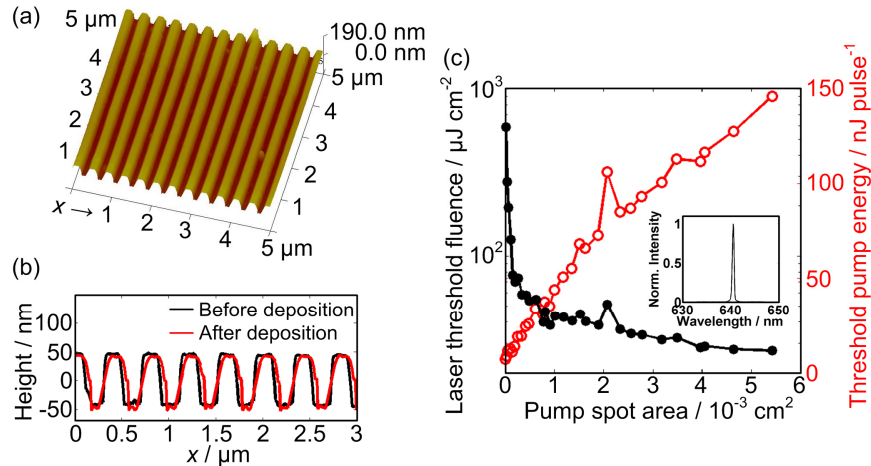 (a)
5 µm
4
3
2
1
x →
1
2
3
4
5 µm
1
2
3
4
5 µm
190.0 nm
0.0 nm
(b)
Height / nm
100
50
0
-50
Before deposition
After deposition
0 0.5 1 1.5 2 2.5 3
x / µm
(c)
Laser threshold fluence / µJ cm⁻²
10³
10²
Threshold pump energy / nJ pulse⁻¹
150
100
50
0
0 1 2 3 4 5 6
Pump spot area / 10⁻³ cm²
Norm. Intensity
1
0.5
0
630 640 650
Wavelength / nm